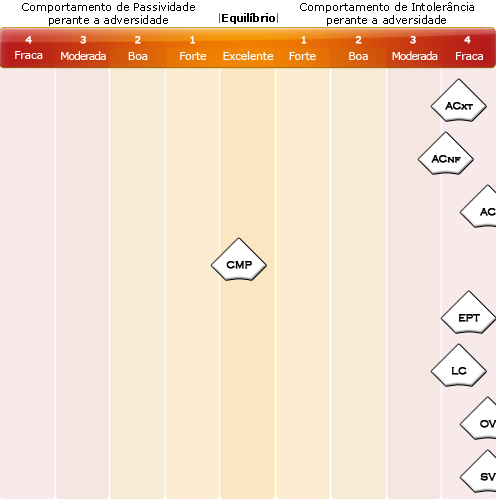 Comportamento de Passividade
perante a adversidade
|Equilíbrio|
Comportamento de Intolerância
perante a adversidade
4 3 2 1 1 2 3 4
Fraca Moderada Boa Forte Excelente Forte Boa Moderada Fraca
ACXT
ACNF
AC
CMP
EPT
LC
OV
SV